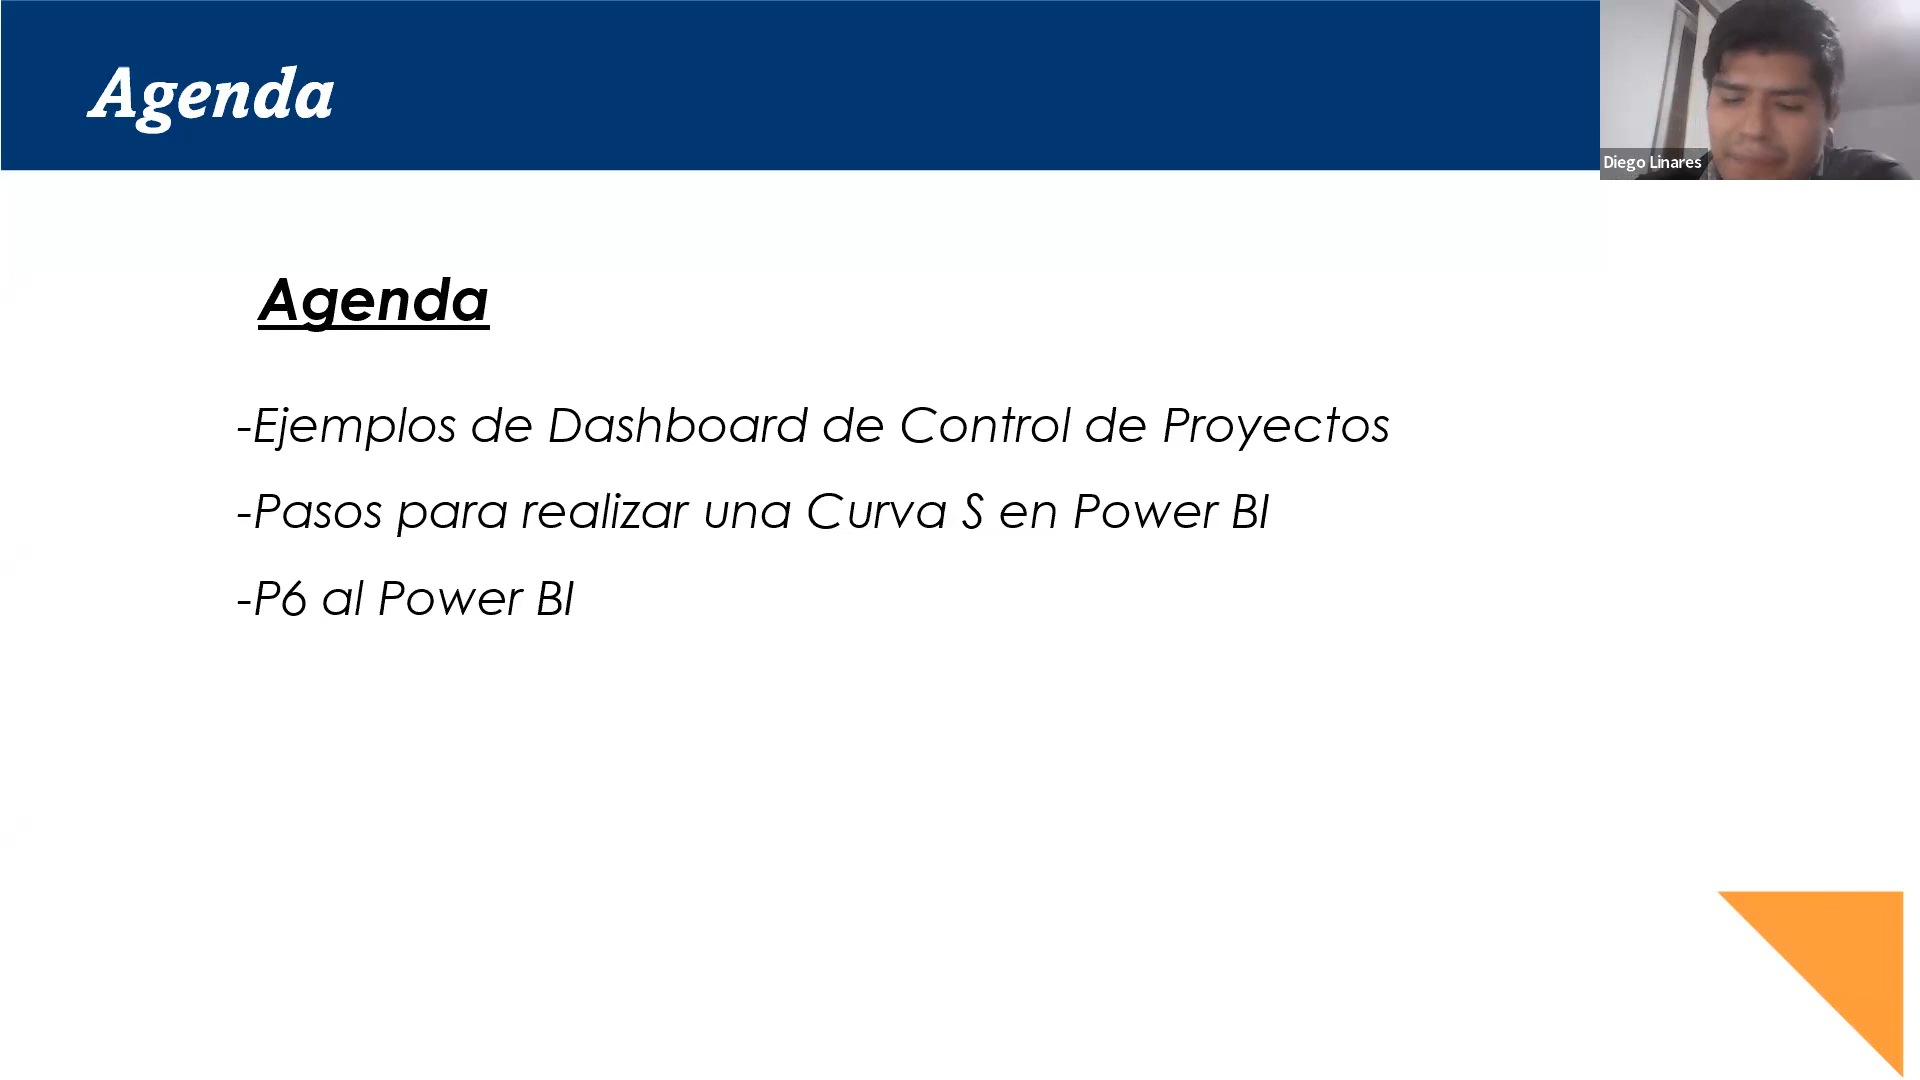 Agenda
Diego Linares
Agenda
-Ejemplos de Dashboard de Control de Proyectos
-Pasos para realizar una Curva S en Power BI
-P6 al Power BI